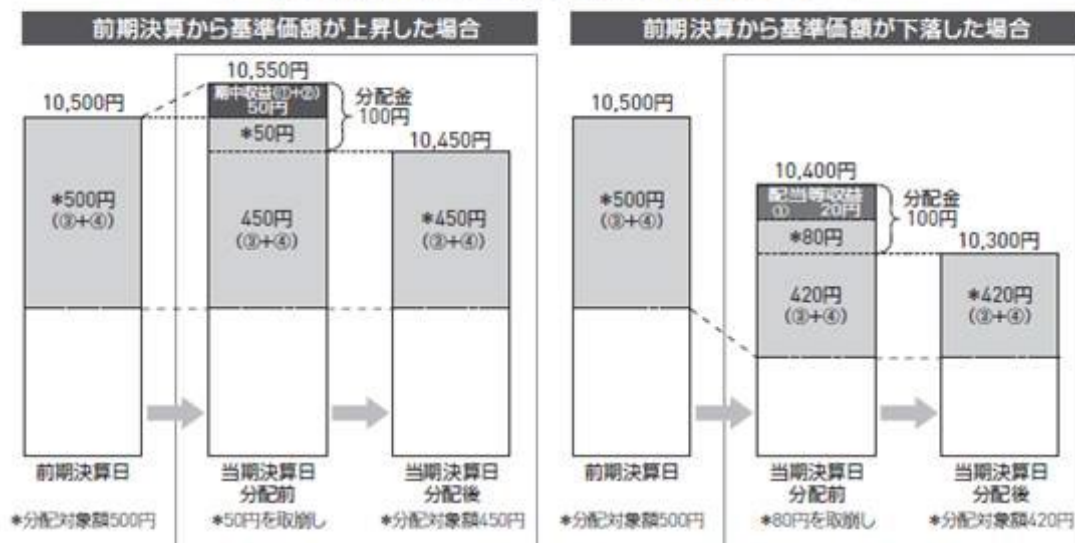 前期決算から基準価額が上昇した場合
10,500円
*500円
(③+④)
前期決算日
*分配対象額500円
10,550円
期中収益(①+②)
50円
*50円
450円
(③+④)
分配金
100円
当期決算日
分配前
*50円を取崩し
10,450円
*450円
(③+④)
当期決算日
分配後
*分配対象額450円
前期決算から基準価額が下落した場合
10,500円
*500円
(③+④)
前期決算日
*分配対象額500円
10,400円
配当等収益
① 20円
*80円
420円
(③+④)
分配金
100円
当期決算日
分配前
*80円を取崩し
10,300円
*420円
(③+④)
当期決算日
分配後
*分配対象額420円